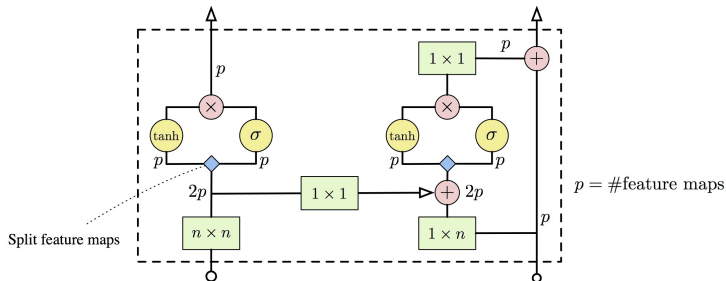 p
p
1 × 1
+
×
×
tanh
σ
tanh
σ
p
p
p
p
2p
1 × 1
+
2p
p = #feature maps
p
Split feature maps
n × n
1 × n